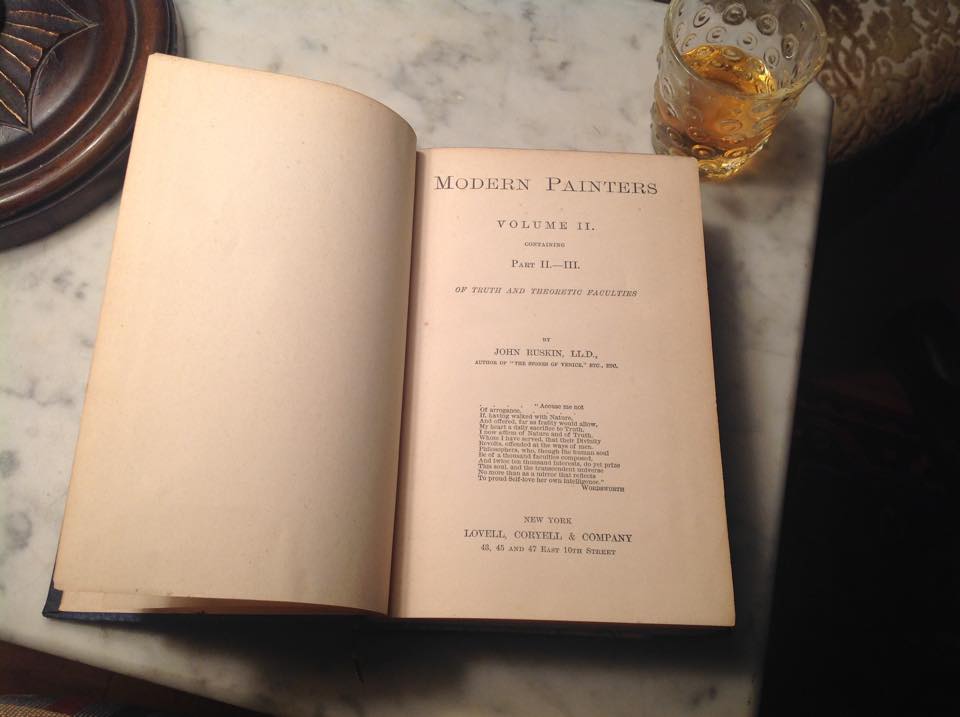 MODERN PAINTERS
VOLUME II.
CONTAINING
PART II.—III.
OF TRUTH AND THEORETIC FACULTIES
BY
JOHN RUSKIN, LL.D.,
AUTHOR OF "THE STONES OF VENICE," ETC., ETC.
. . . . "Accuse me not
Of arrogance, . . .
If, having walked with Nature,
And offered, far as frailty would allow,
My heart a daily sacrifice to Truth,
I now affirm of Nature and of Truth,
Whom I have served, that their Divinity
Revolts, offended at the ways of men,
Philosophers, who, though the human soul
Be of a thousand faculties composed,
And twice ten thousand interests, do yet prize
This soul, and the transcendent universe
No more than as a mirror that reflects
To proud Self-love her own intelligence."
WORDSWORTH
NEW YORK
LOVELL, CORYELL & COMPANY
43, 45 AND 47 EAST 10TH STREET